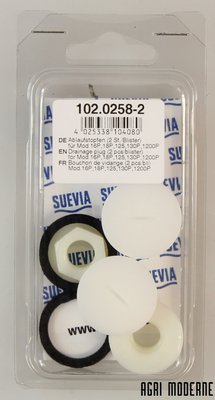 102.0258-2
4 025338 104080
DE Ablaufstopfen (2 St./Blister)
für Mod.16P,18P,125,130P,1200P
EN Drainage plug (2 pcs blister)
for Mod.16P,18P,125,130P,1200P
FR Bouchon de vidange (2 pcs bli)
Mod.16P,18P,125,130P,1200P
SUEVIA
SUEVIA
SUEVIA
www.
AGRI MODERNE